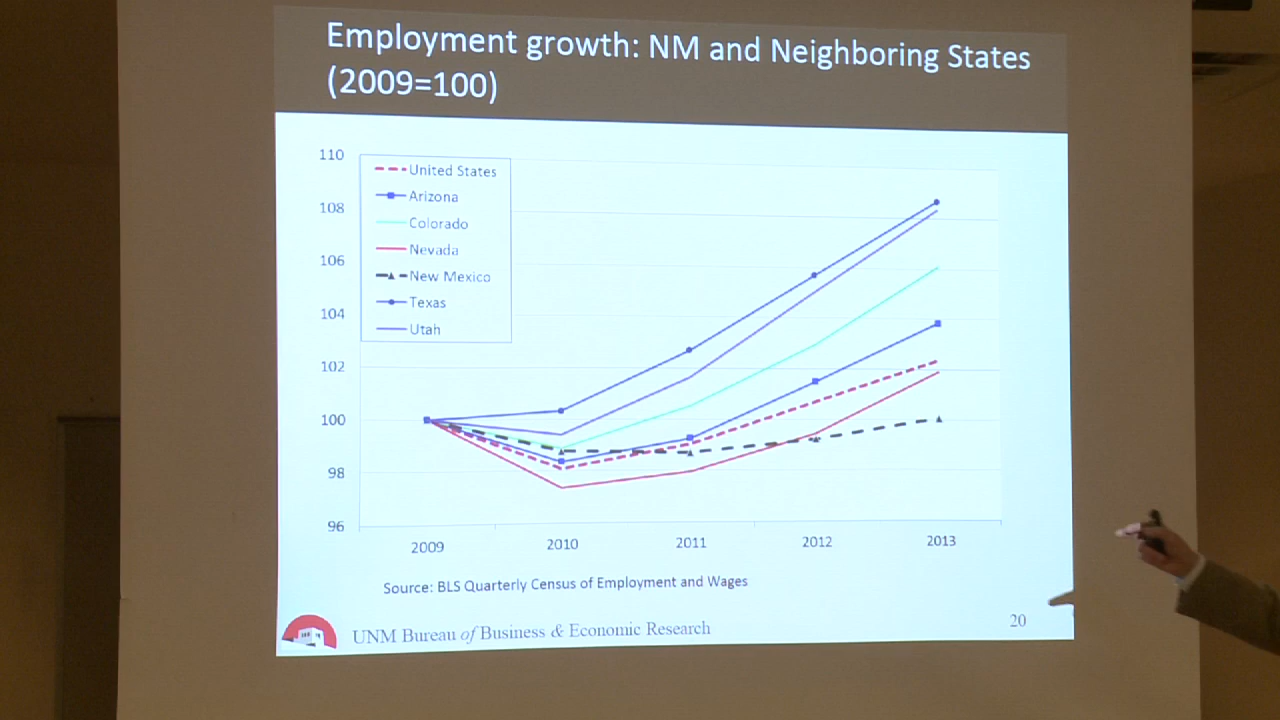 Employment growth: NM and Neighboring States
(2009=100)
110
108
106
104
102
100
98
96
United States
Arizona
Colorado
Nevada
New Mexico
Texas
Utah
2009 2010 2011 2012 2013
Source: BLS Quarterly Census of Employment and Wages
UNM Bureau of Business & Economic Research
20